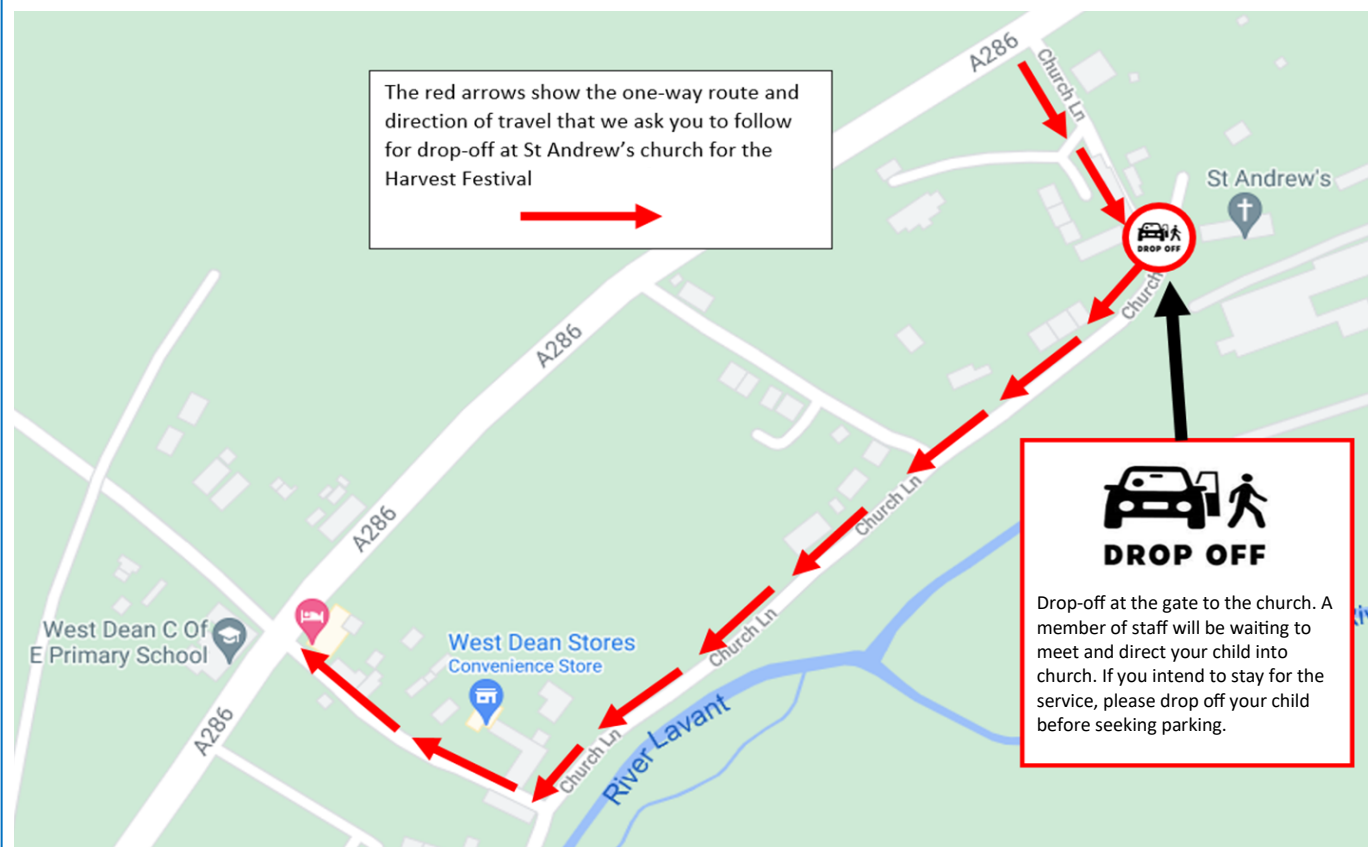 A286
Church Ln
The red arrows show the one-way route and
direction of travel that we ask you to follow
for drop-off at St Andrew's church for the
Harvest Festival
St Andrew's
DROP OFF
Church
A286
Church Ln
A286
DROP OFF
Drop-off at the gate to the church. A
member of staff will be waiting to
meet and direct your child into
church. If you intend to stay for the
service, please drop off your child
before seeking parking.
West Dean C Of
E Primary School
West Dean Stores
Convenience Store
Church Ln
River Lavant
A286
Church Ln